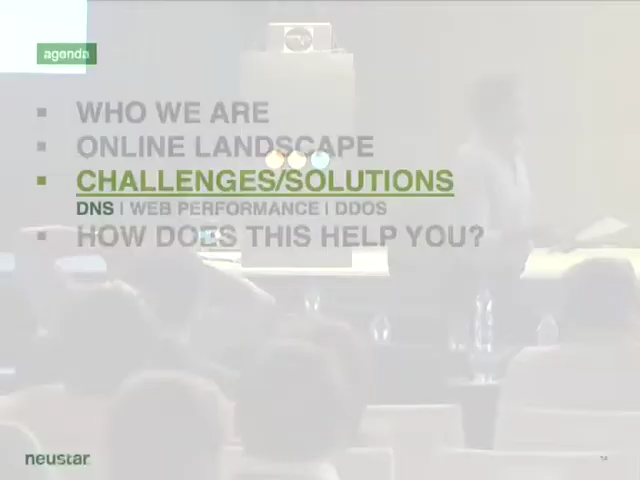 agenda
▪ WHO WE ARE
▪ ONLINE LANDSCAPE
▪ CHALLENGES/SOLUTIONS
DNS | WEB PERFORMANCE | DDOS
▪ HOW DOES THIS HELP YOU?
neustar